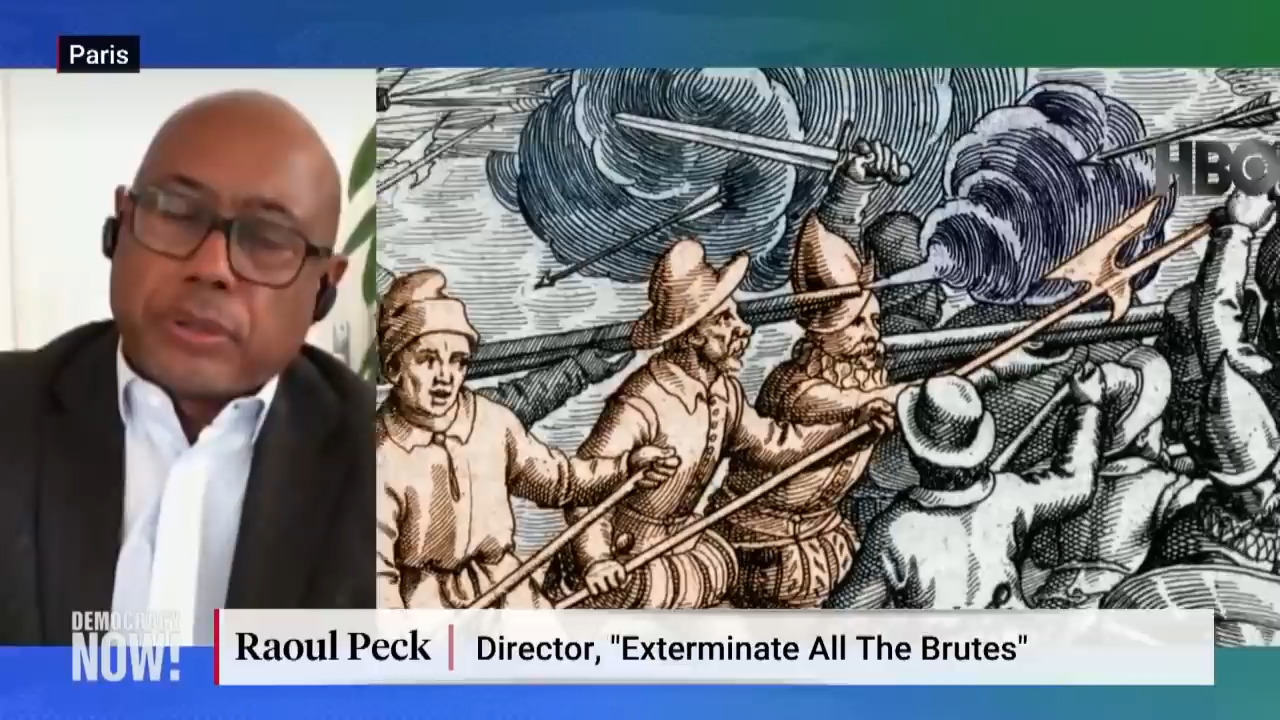 Paris
HBO
DEMOCRACY
NOW!
Raoul Peck
Director, "Exterminate All The Brutes"